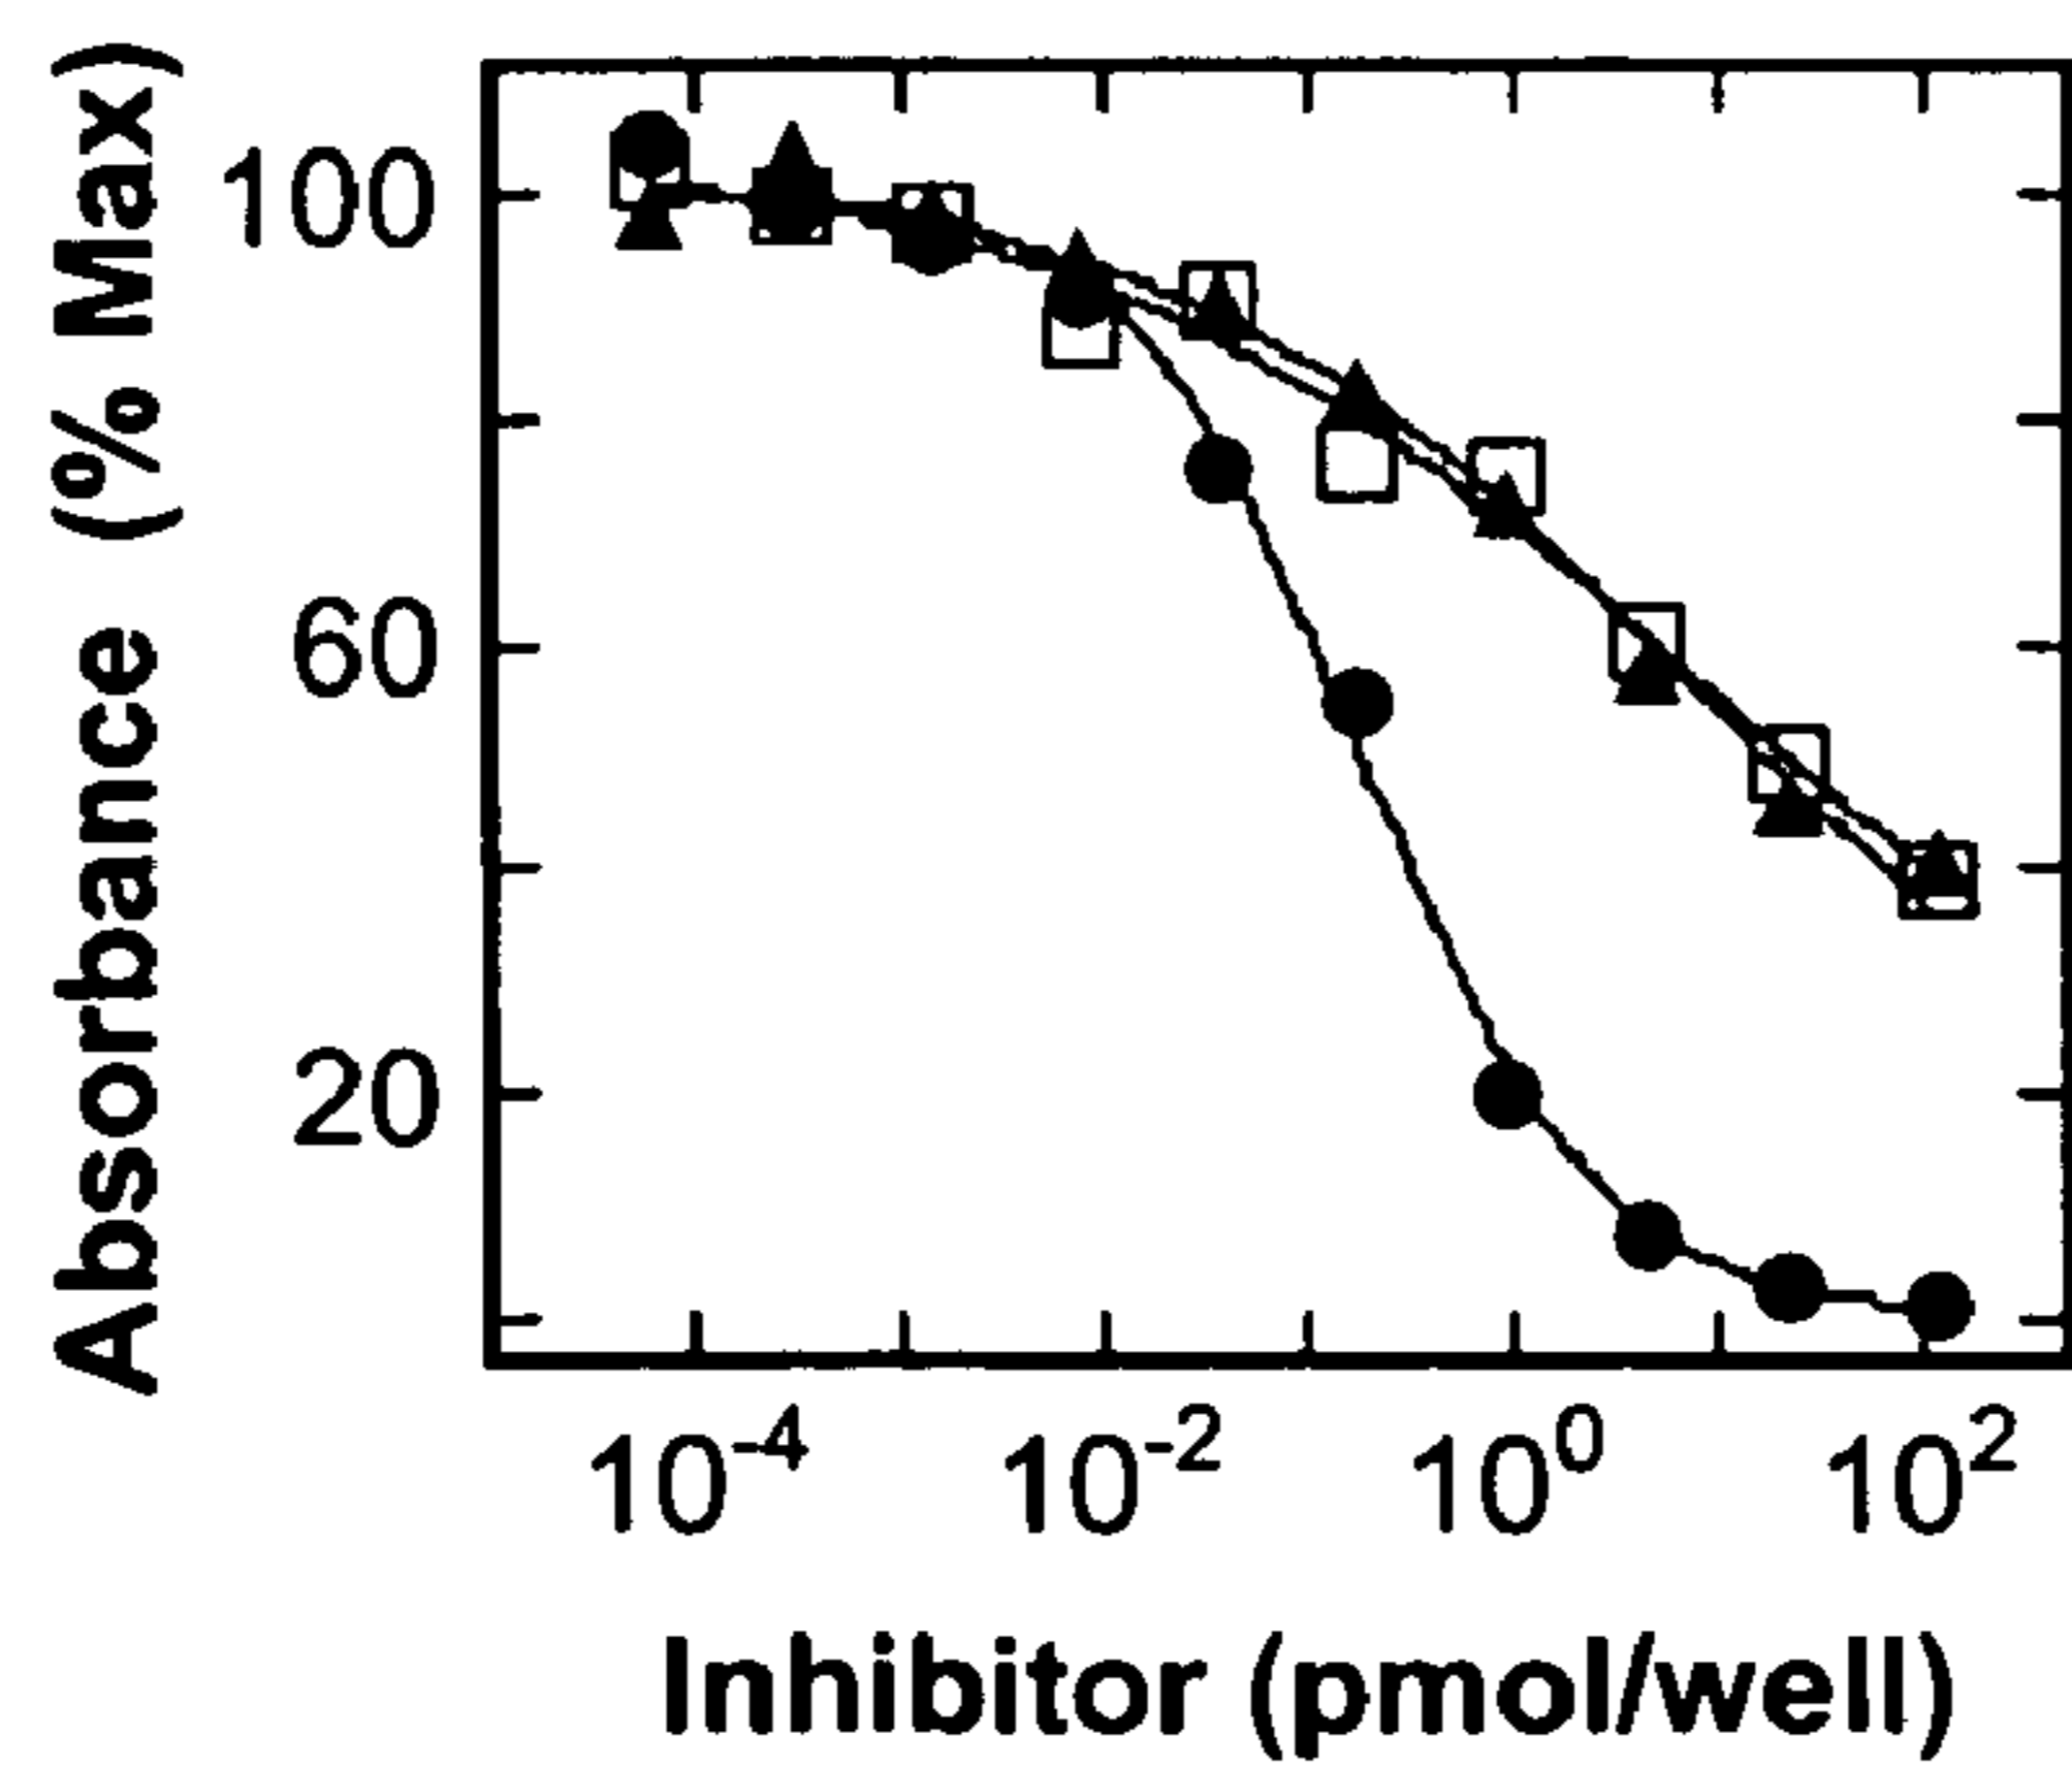 Absorbance (% Max)
100
60
20
10⁻⁴ 10⁻² 10⁰ 10²
Inhibitor (pmol/well)